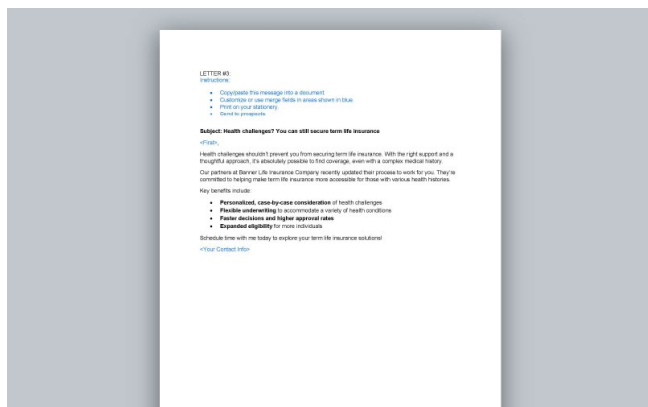 LETTER #3
Instructions:
• Copy/paste this message into a document.
• Customize or use merge fields in areas shown in blue.
• Print on your stationery.
• Send to prospects.
Subject: Health challenges? You can still secure term life insurance
<First>,
Health challenges shouldn't prevent you from securing term life insurance. With the right support and a
thoughtful approach, it's absolutely possible to find coverage, even with a complex medical history.
Our partners at Banner Life Insurance Company recently updated their process to work for you. They're
committed to helping make term life insurance more accessible for those with various health histories.
Key benefits include:
• Personalized, case-by-case consideration of health challenges
• Flexible underwriting to accommodate a variety of health conditions
• Faster decisions and higher approval rates
• Expanded eligibility for more individuals
Schedule time with me today to explore your term life insurance solutions!
<Your Contact Info>